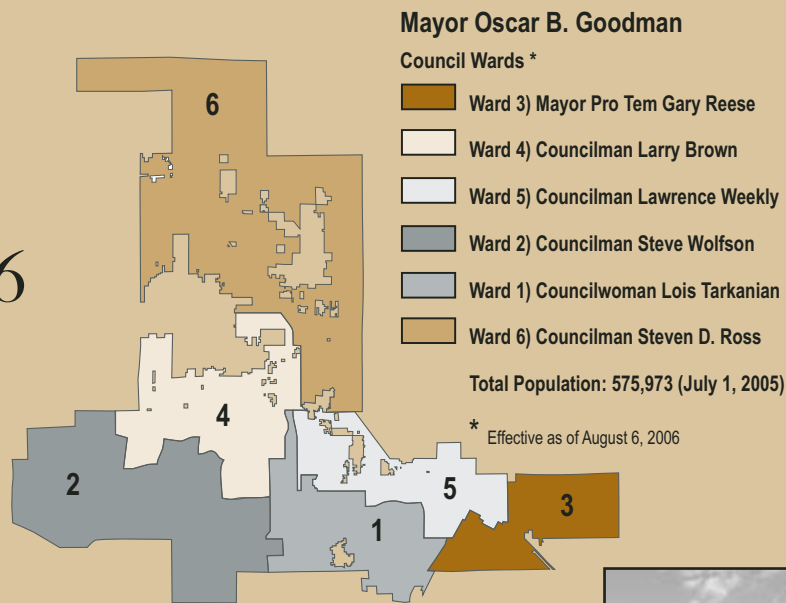 Mayor Oscar B. Goodman
Council Wards *
Ward 3) Mayor Pro Tem Gary Reese
Ward 4) Councilman Larry Brown
Ward 5) Councilman Lawrence Weekly
Ward 2) Councilman Steve Wolfson
Ward 1) Councilwoman Lois Tarkanian
Ward 6) Councilman Steven D. Ross
Total Population: 575,973 (July 1, 2005)
* Effective as of August 6, 2006
6
6
4
2
5
3
1